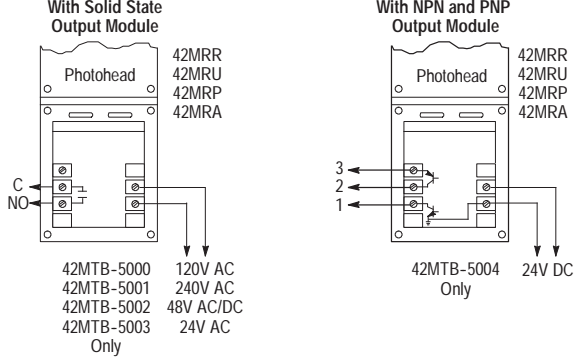 With Solid State
Output Module
Photohead
42MRR
42MRU
42MRP
42MRA
C
NO
42MTB-5000 120V AC
42MTB-5001 240V AC
42MTB-5002 48V AC/DC
42MTB-5003 24V AC
Only
With NPN and PNP
Output Module
Photohead
42MRR
42MRU
42MRP
42MRA
3
2
1
42MTB-5004 24V DC
Only